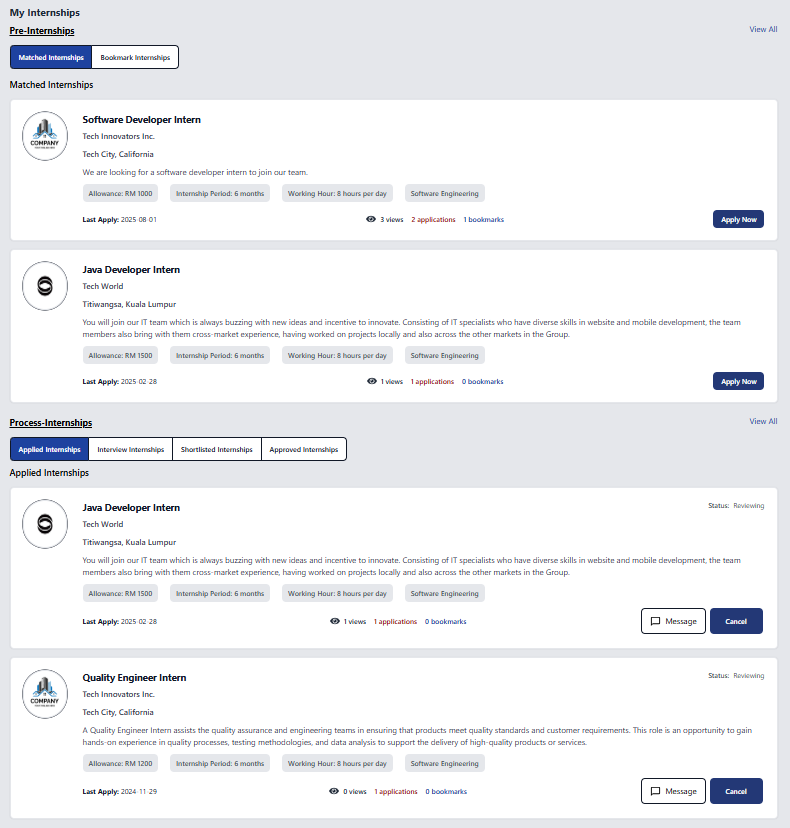 My Internships
Pre-Internships
View All
Matched Internships
Bookmark Internships
Matched Internships
COMPANY
Software Developer Intern
Tech Innovators Inc.
Tech City, California
We are looking for a software developer intern to join our team.
Allowance: RM 1000
Internship Period: 6 months
Working Hour: 8 hours per day
Software Engineering
Last Apply: 2025-08-01
3 views 2 applications 1 bookmarks
Apply Now
Java Developer Intern
Tech World
Titiwangsa, Kuala Lumpur
You will join our IT team which is always buzzing with new ideas and incentive to innovate. Consisting of IT specialists who have diverse skills in website and mobile development, the team
members also bring with them cross-market experience, having worked on projects locally and also across the other markets in the Group.
Allowance: RM 1500
Internship Period: 6 months
Working Hour: 8 hours per day
Software Engineering
Last Apply: 2025-02-28
1 views 1 applications 0 bookmarks
Apply Now
Process-Internships
View All
Applied Internships
Interview Internships
Shortlisted Internships
Approved Internships
Applied Internships
Java Developer Intern
Status: Reviewing
Tech World
Titiwangsa, Kuala Lumpur
You will join our IT team which is always buzzing with new ideas and incentive to innovate. Consisting of IT specialists who have diverse skills in website and mobile development, the team
members also bring with them cross-market experience, having worked on projects locally and also across the other markets in the Group.
Allowance: RM 1500
Internship Period: 6 months
Working Hour: 8 hours per day
Software Engineering
Last Apply: 2025-02-28
1 views 1 applications 0 bookmarks
Message
Cancel
COMPANY
Quality Engineer Intern
Status: Reviewing
Tech Innovators Inc.
Tech City, California
A Quality Engineer Intern assists the quality assurance and engineering teams in ensuring that products meet quality standards and customer requirements. This role is an opportunity to gain
hands-on experience in quality processes, testing methodologies, and data analysis to support the delivery of high-quality products or services.
Allowance: RM 1200
Internship Period: 6 months
Working Hour: 8 hours per day
Software Engineering
Last Apply: 2024-11-29
0 views 1 applications 0 bookmarks
Message
Cancel